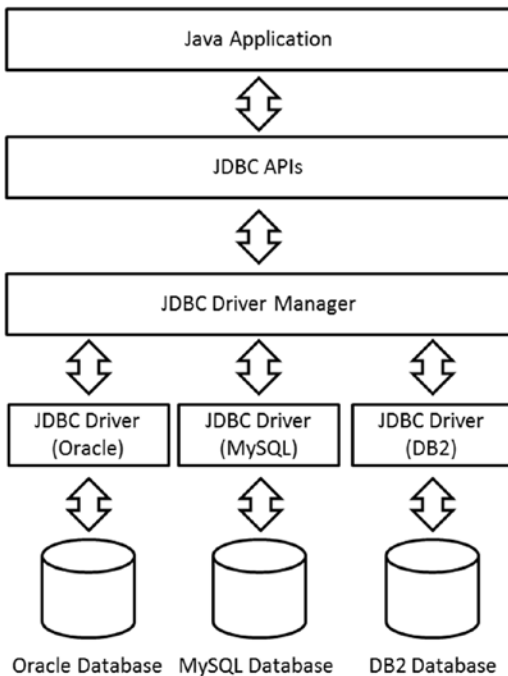 Java Application
JDBC APIs
JDBC Driver Manager
JDBC Driver
(Oracle)
JDBC Driver
(MySQL)
JDBC Driver
(DB2)
Oracle Database
MySQL Database
DB2 Database